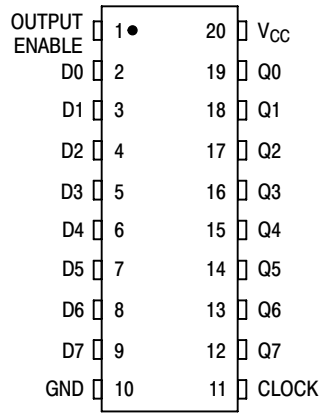 OUTPUT
ENABLE 1 20 VCC
D0 2 19 Q0
D1 3 18 Q1
D2 4 17 Q2
D3 5 16 Q3
D4 6 15 Q4
D5 7 14 Q5
D6 8 13 Q6
D7 9 12 Q7
GND 10 11 CLOCK